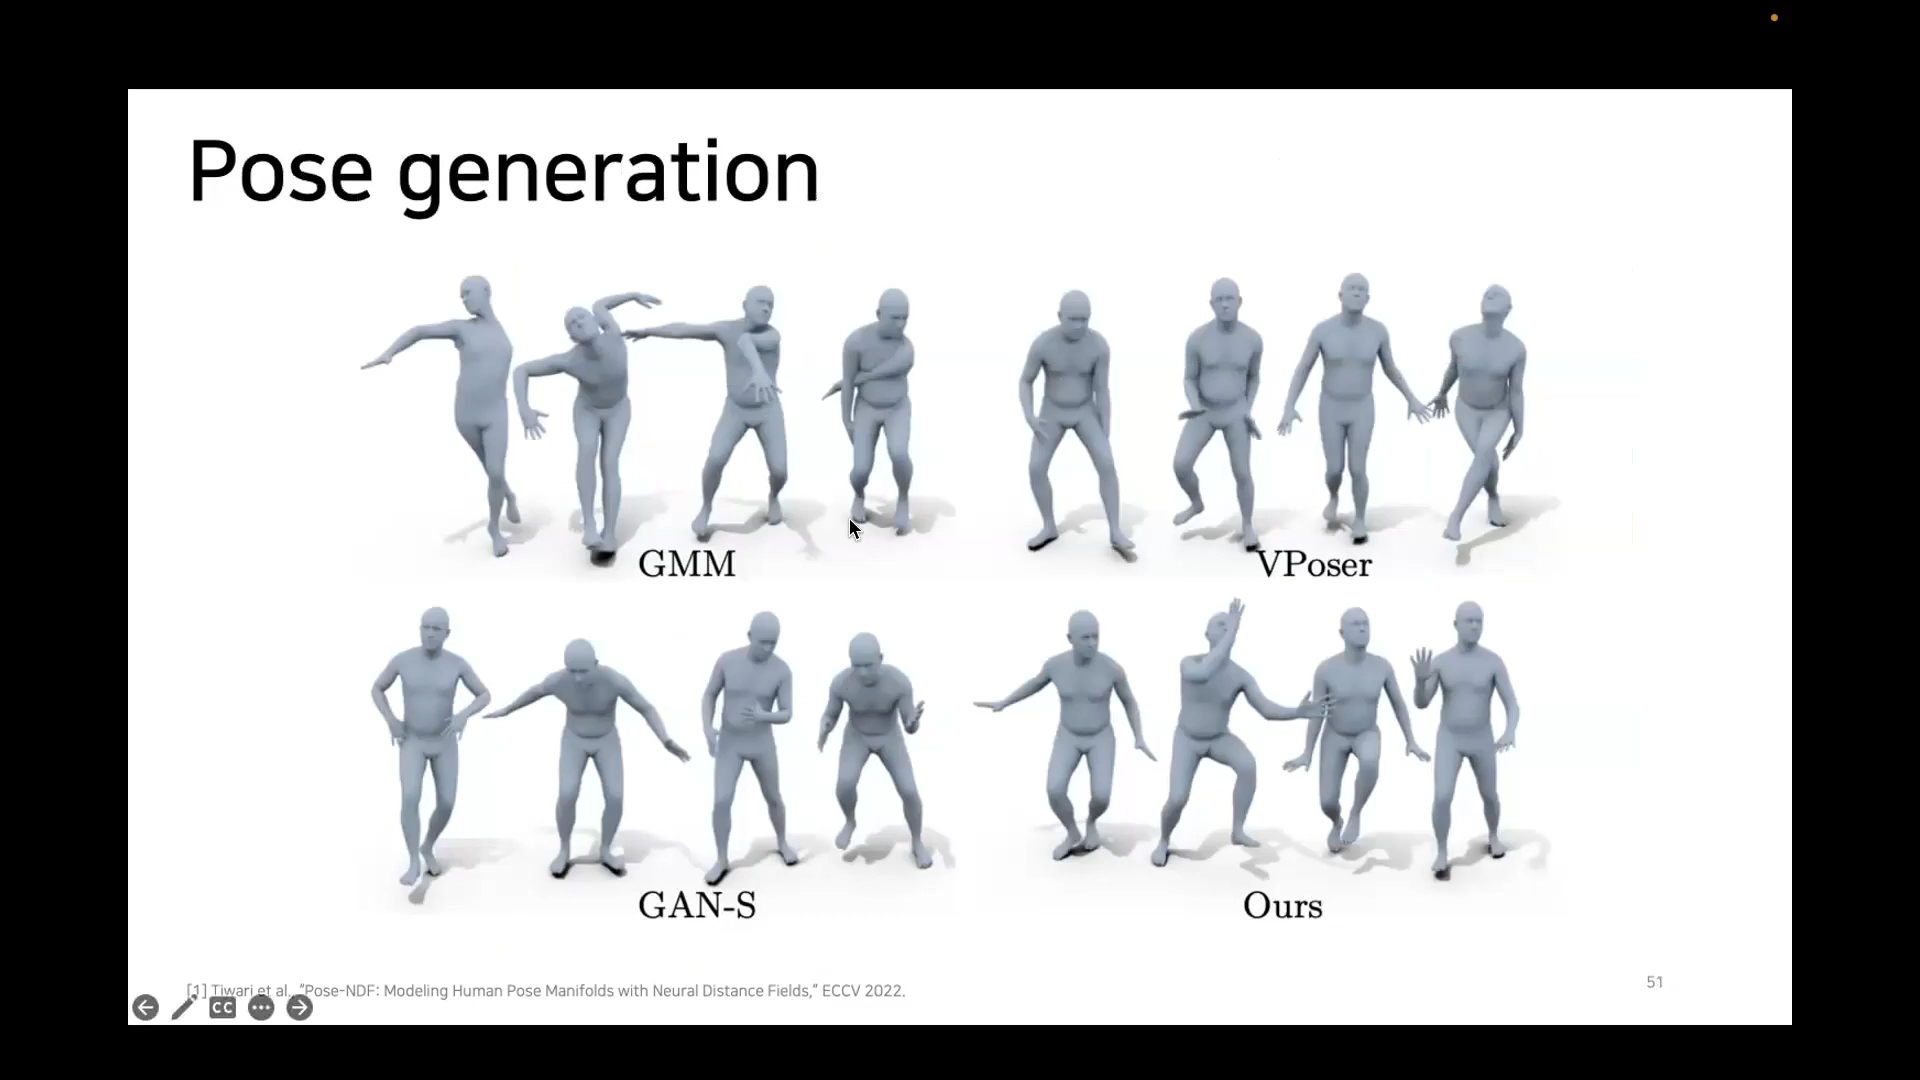 Pose generation
GMM
VPoser
GAN-S
Ours
[1] Tiwari et al., “Pose-NDF: Modeling Human Pose Manifolds with Neural Distance Fields,” ECCV 2022.
51
CC